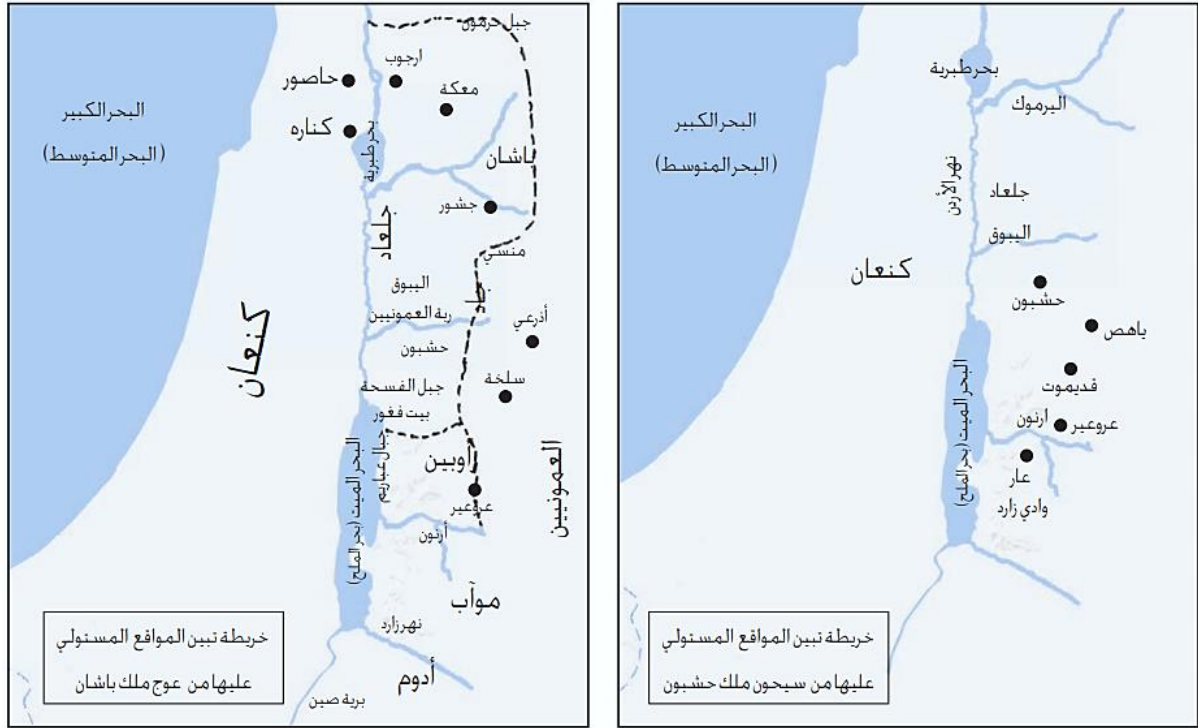 جبل حرمون
ارجوب
حاصور
معكة
كناره
البحر الكبير
(البحر المتوسط)
بحر طبرية
باشان
جشور
جلعاد
منسي
اليبوق
جاد
ربة العمونيين
أذرعي
حشبون
كنعان
سلخة
جبل الفسحة
بيت فغور
جبال عباريم
أوبين
العمونيين
البحر الميت (بحر الملح)
عروعير
أرنون
موآب
نهر زارد
أدوم
برية صين
خريطة تبين المواقع المستولي
عليها من عوج ملك باشان
بحر طبرية
اليرموك
البحر الكبير
(البحر المتوسط)
نهر الأردن
جلعاد
اليبوق
كنعان
حشبون
ياهص
البحر الميت (بحر الملح)
قديموت
ارنون
عروعير
عار
وادي زارد
خريطة تبين المواقع المستولي
عليها من سيحون ملك حشبون